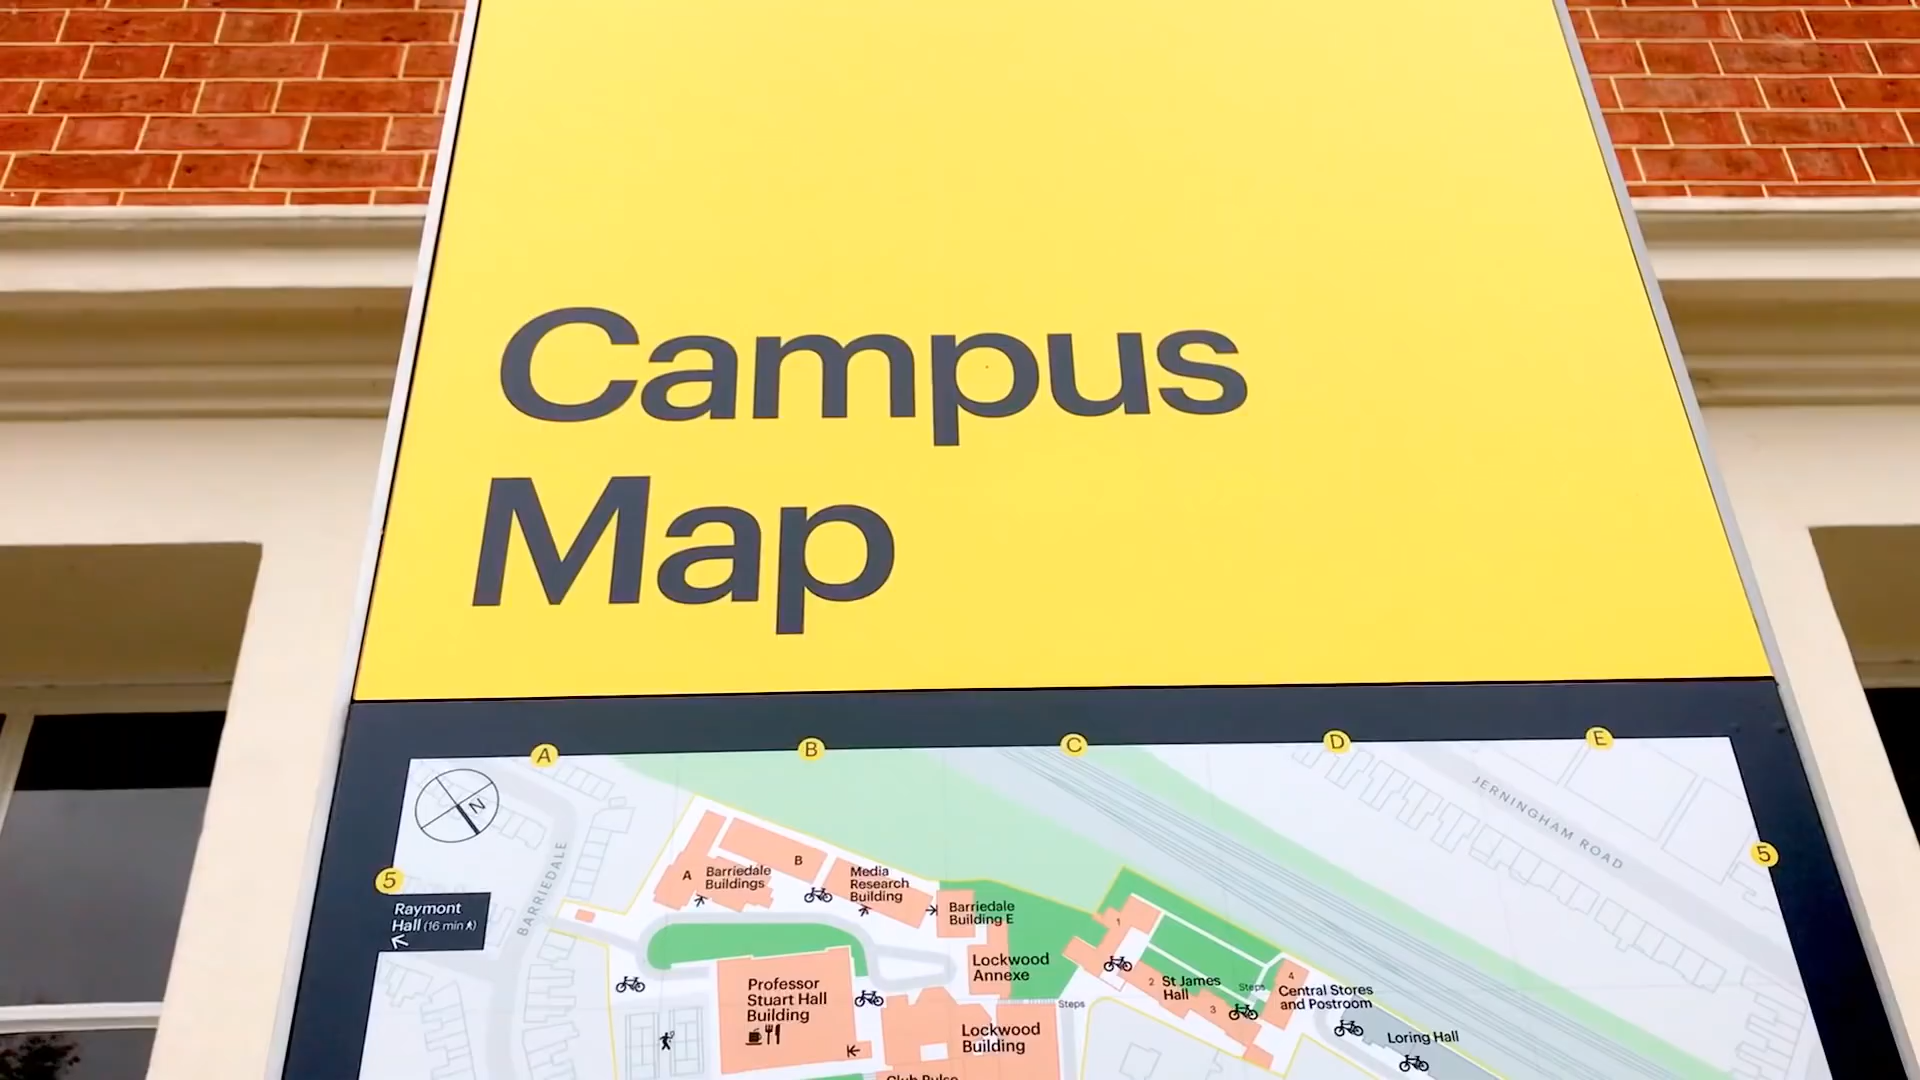 Campus
Map
A
B
C
D
E
N
5
5
JERNINGHAM ROAD
BARRIEDALE
Raymont
Hall (16 min)
A
Barriedale
Buildings
B
Media
Research
Building
Barriedale
Building E
Lockwood
Annexe
Professor
Stuart Hall
Building
Lockwood
Building
Steps
1
2
St James
Hall
3
Steps
4
Central Stores
and Postroom
Loring Hall
Club Pulse